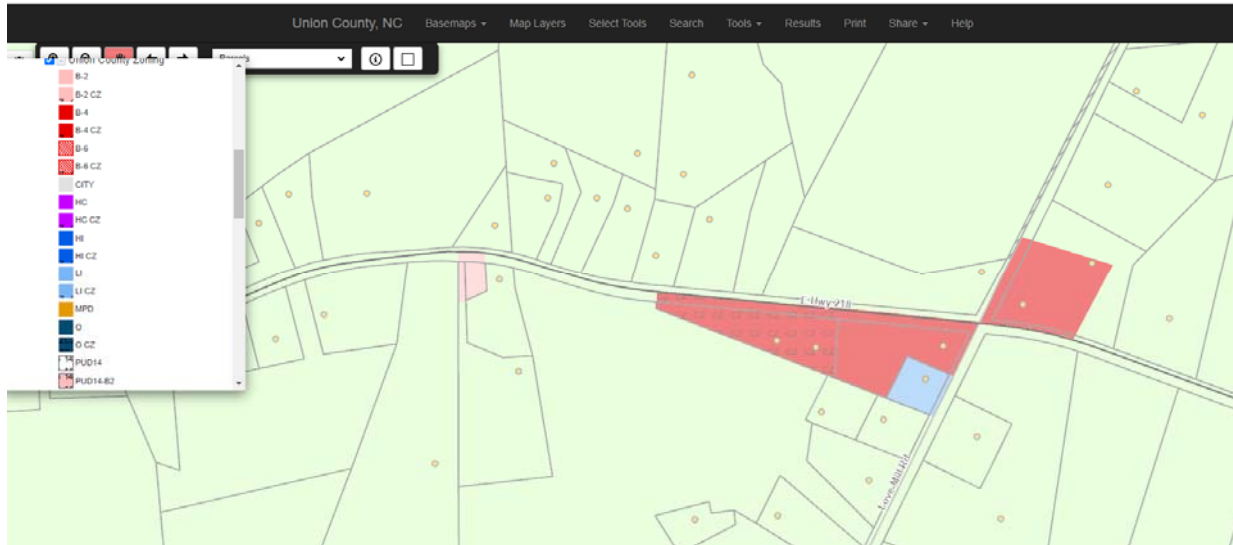 Union County, NC Basemaps Map Layers Select Tools Search Tools Results Print Share Help
Parcels
Union County Zoning
B-2
B-2 CZ
B-4
B-4 CZ
B-6
B-6 CZ
CITY
HC
HC CZ
HI
HI CZ
LI
LI CZ
MPD
O
O CZ
PUD14
PUD14-B2
E Hwy 218
Love Mill Rd